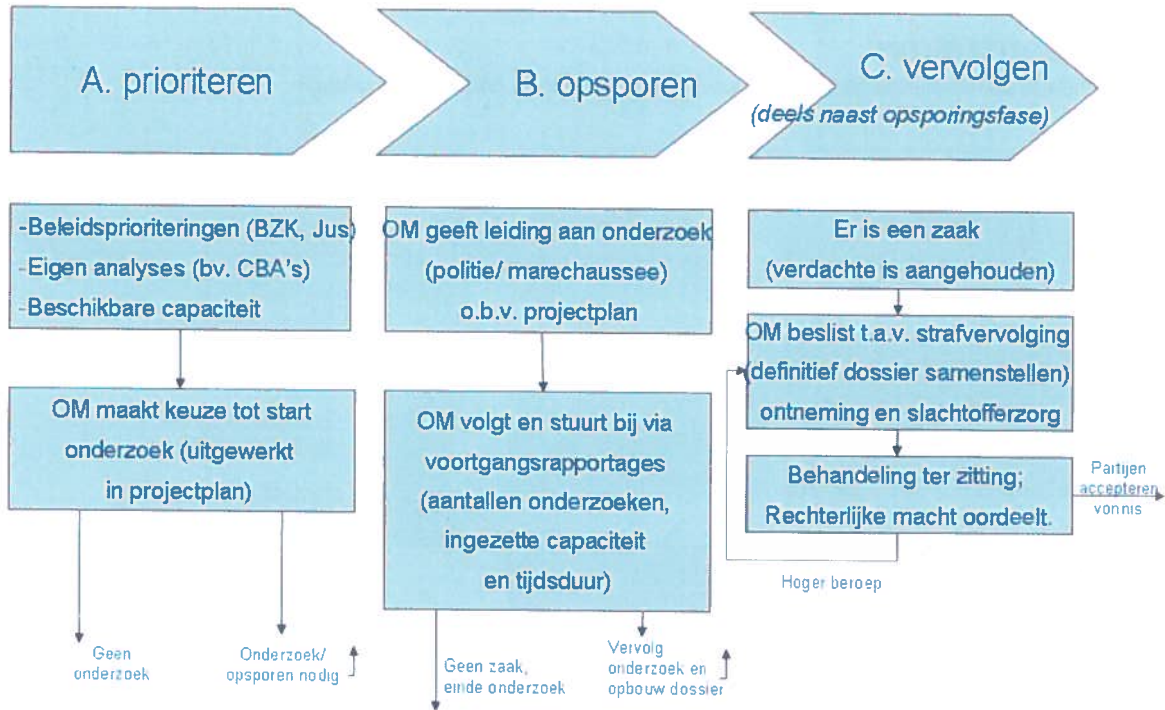 A. prioriteren
B. opsporen
C. vervolgen
(deels naast opsporingsfase)
-Beleidsprioriteringen (BZK, Jus)
-Eigen analyses (bv. CBA's)
-Beschikbare capaciteit
OM maakt keuze tot start
onderzoek (uitgewerkt
in projectplan)
Geen
onderzoek
Onderzoek/
opsporen nodig
OM geeft leiding aan onderzoek
(politie/ marechaussee)
o.b.v. projectplan
OM volgt en stuurt bij via
voortgangsrapportages
(aantallen onderzoeken,
ingezette capaciteit
en tijdsduur)
Geen zaak,
einde onderzoek
Vervolg
onderzoek en
opbouw dossier
Er is een zaak
(verdachte is aangehouden)
OM beslist t.a.v. strafvervolging
(definitief dossier samenstellen)
ontneming en slachtofferzorg
Behandeling ter zitting;
Rechterlijke macht oordeelt.
Partijen
accepteren
vonnis
Hoger beroep